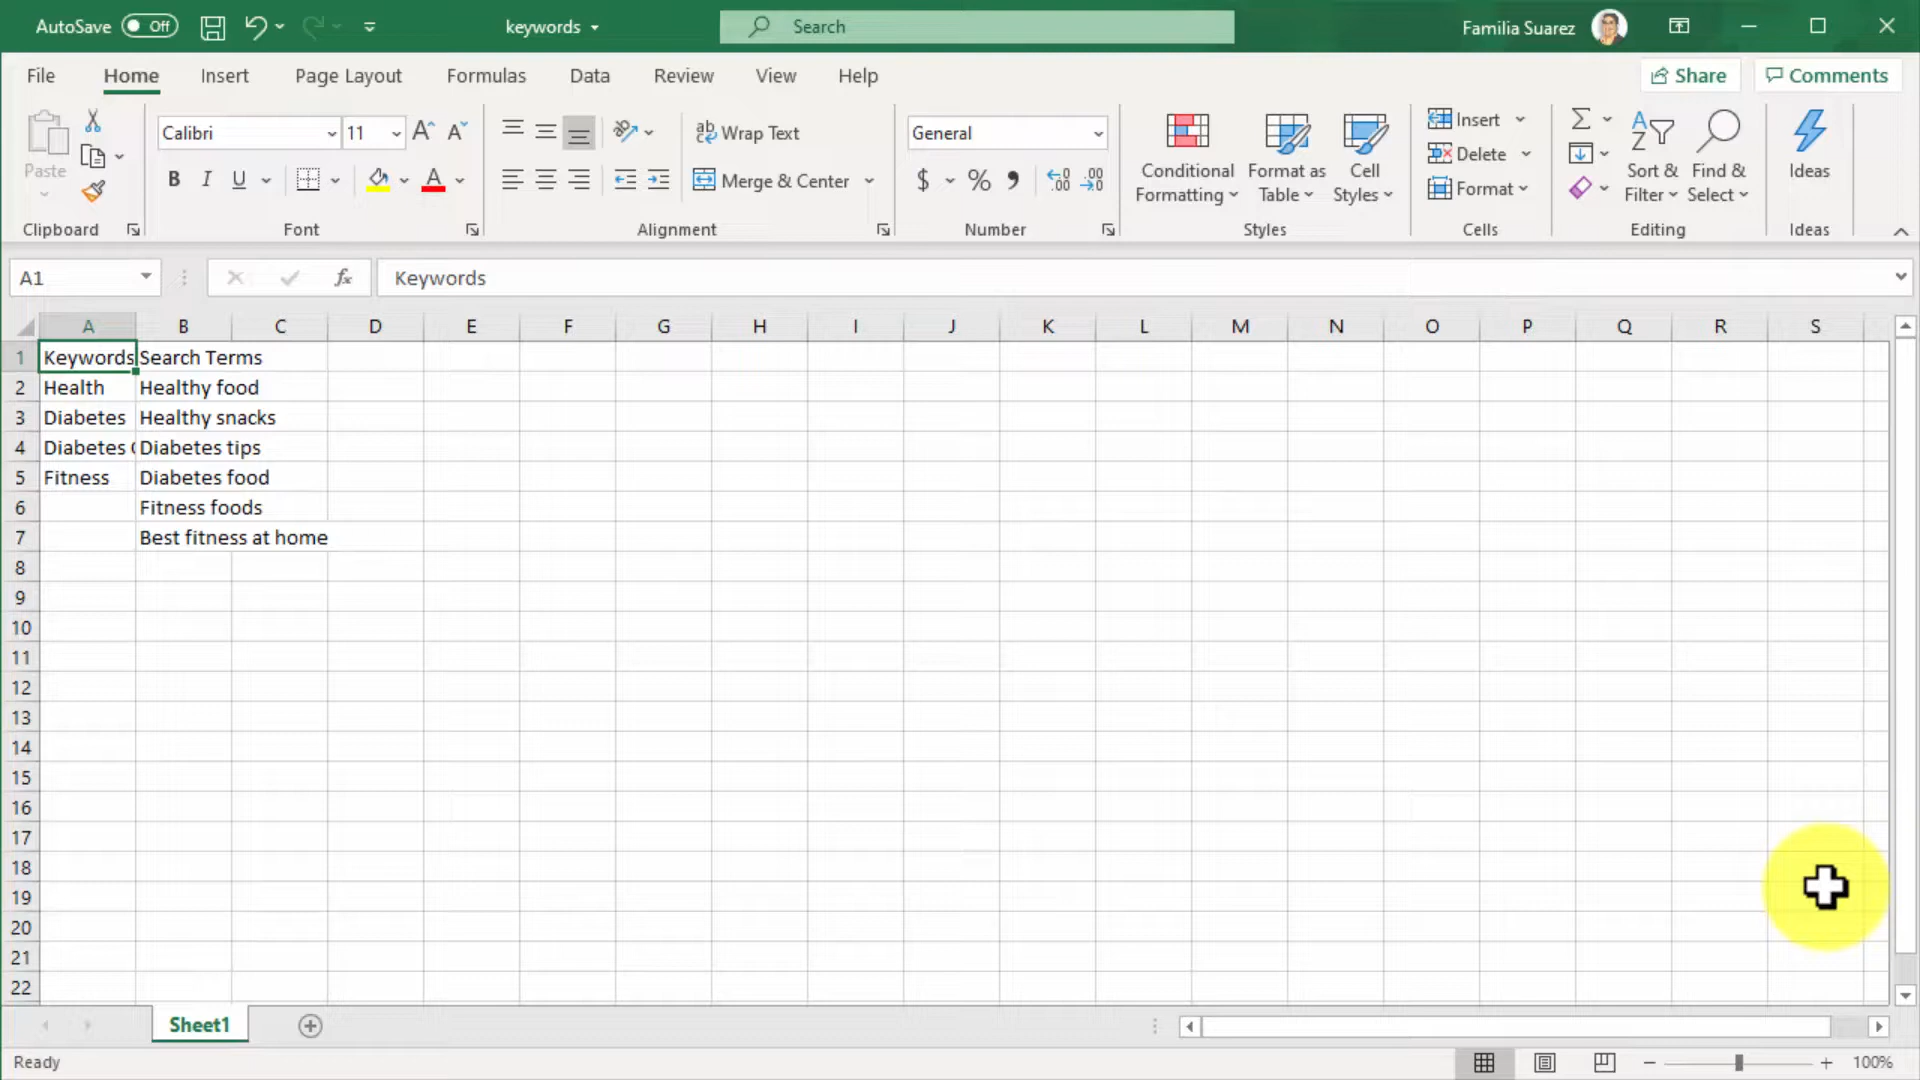 AutoSave Off keywords Search Familia Suarez
File Home Insert Page Layout Formulas Data Review View Help Share Comments
Paste Calibri 11 Wrap Text General Conditional Formatting Format as Table Cell Styles Insert Delete Format Sort & Filter Find & Select Ideas
B I U Merge & Center $ % .00
Clipboard Font Alignment Number Styles Cells Editing Ideas
A1 fx Keywords
A B C D E F G H I J K L M N O P Q R S
1 Keywords Search Terms
2 Health Healthy food
3 Diabetes Healthy snacks
4 Diabetes Diabetes tips
5 Fitness Diabetes food
6 Fitness foods
7 Best fitness at home
8
9
10
11
12
13
14
15
16
17
18
19
20
21
22
Sheet1
Ready 100%